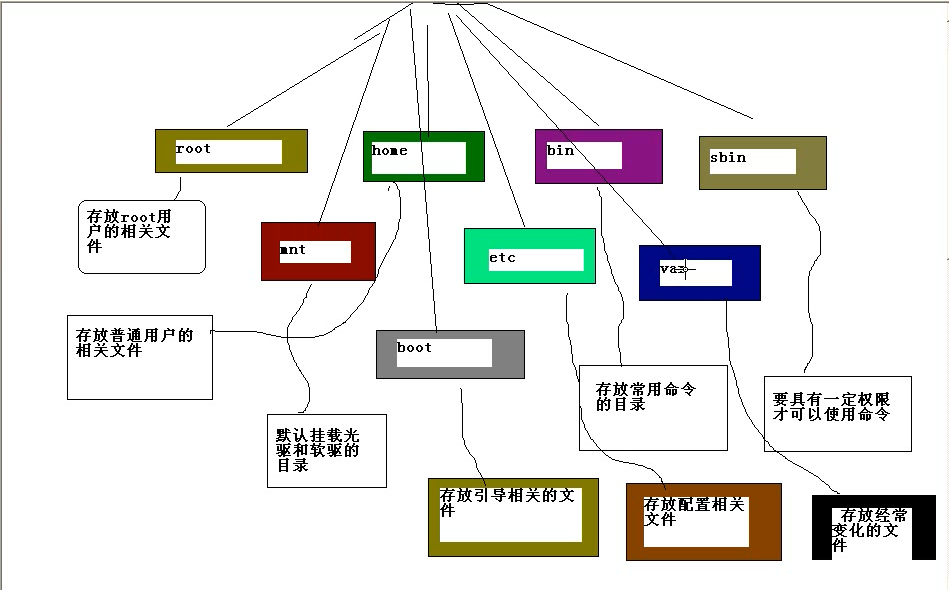 root
home
bin
sbin
存放root用
户的相关文
件
mnt
etc
var
存放普通用户的
相关文件
boot
存放常用命令
的目录
要具有一定权限
才可以使用命令
默认挂载光
驱和软驱的
目录
存放引导相关的文
件
存放配置相关
文件
存放经常
变化的文
件